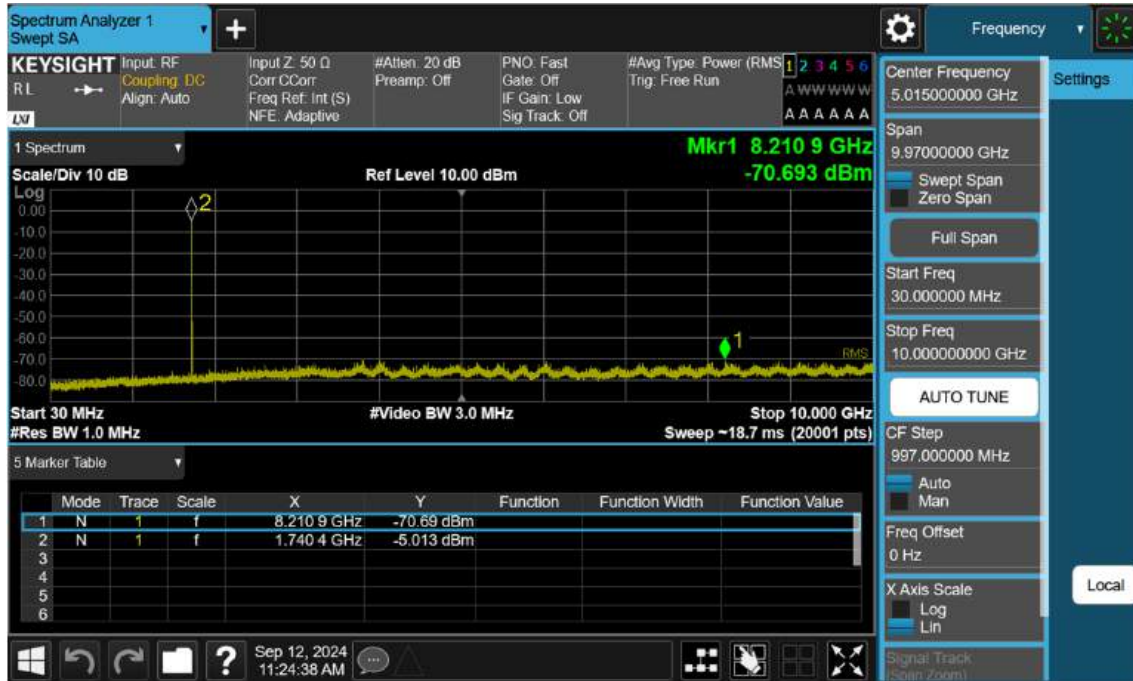 Spectrum Analyzer 1
Swept SA
+
Frequency
KEYSIGHT
RL
LXI
Input: RF
Coupling: DC
Align: Auto
Input Z: 50 Ω
Corr CCorr
Freq Ref: Int (S)
NFE: Adaptive
#Atten: 20 dB
Preamp: Off
PNO: Fast
Gate: Off
IF Gain: Low
Sig Track: Off
#Avg Type: Power (RMS
Trig: Free Run
1 2 3 4 5 6
A W W W W W
A A A A A A
1 Spectrum
Mkr1 8.210 9 GHz
-70.693 dBm
Scale/Div 10 dB
Ref Level 10.00 dBm
Log
0.00
-10.0
-20.0
-30.0
-40.0
-50.0
-60.0
-70.0
-80.0
2
1
RMS
Start 30 MHz
#Video BW 3.0 MHz
Stop 10.000 GHz
#Res BW 1.0 MHz
Sweep ~18.7 ms (20001 pts)
5 Marker Table
Mode Trace Scale X Y Function Function Width Function Value
1 N 1 f 8.210 9 GHz -70.69 dBm
2 N 1 f 1.740 4 GHz -5.013 dBm
3
4
5
6
?
Sep 12, 2024
11:24:38 AM
Center Frequency
5.015000000 GHz
Span
9.97000000 GHz
Swept Span
Zero Span
Full Span
Start Freq
30.000000 MHz
Stop Freq
10.000000000 GHz
AUTO TUNE
CF Step
997.000000 MHz
Auto
Man
Freq Offset
0 Hz
X Axis Scale
Log
Lin
Signal Track
(Span Zoom)
Settings
Local